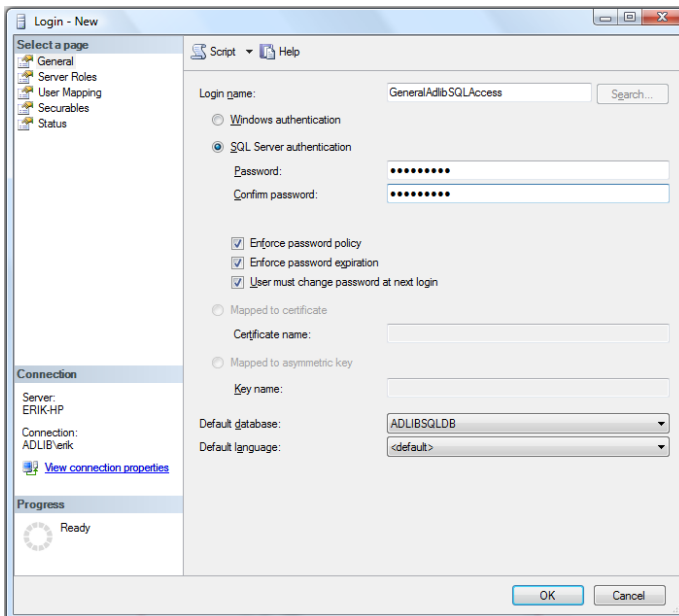 Login - New
Select a page
General
Server Roles
User Mapping
Securables
Status
Script Help
Login name: GeneralAdlibSQLAccess Search...
Windows authentication
SQL Server authentication
Password: •••••••••
Confirm password: •••••••••
Enforce password policy
Enforce password expiration
User must change password at next login
Mapped to certificate
Certificate name:
Mapped to asymmetric key
Key name:
Default database: ADLIBSQLDB
Default language: <default>
Connection
Server:
ERIK-HP
Connection:
ADLIB\erik
View connection properties
Progress
Ready
OK Cancel